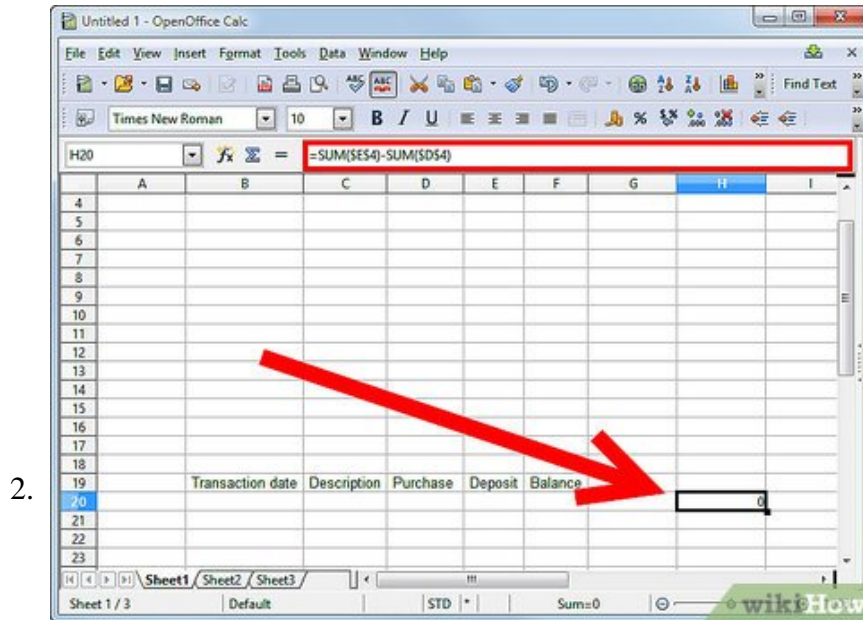 Untitled 1 - OpenOffice Calc
File Edit View Insert Format Tools Data Window Help
Find Text
Times New Roman 10 B I U
H20 =SUM($E$4)-SUM($D$4)
A B C D E F G H I
4
5
6
7
8
9
10
11
12
13
14
15
16
17
18
2.
19 Transaction date Description Purchase Deposit Balance
20 0
21
22
23
Sheet1 Sheet2 Sheet3
Sheet 1 / 3 Default STD * Sum=0
wikiHow